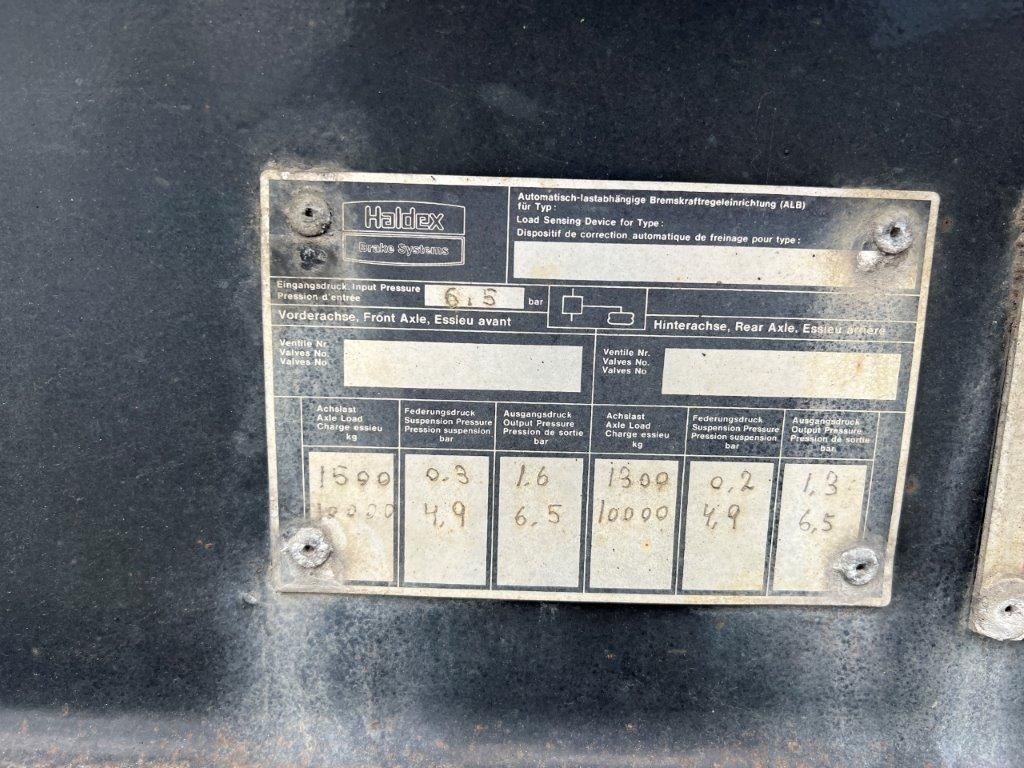 Haldex
Brake Systems
Automatisch-lastabhängige Bremskraftregeleinrichtung (ALB)
für Typ:
Load Sensing Device for Type:
Dispositif de correction automatique de freinage pour type:
Eingangsdruck, Input Pressure
Pression d'entrée
6.5 bar
Vorderachse, Front Axle, Essieu avant
Hinterachse, Rear Axle, Essieu arrière
Ventile Nr.
Valves No.
Valves No
Ventile Nr.
Valves No.
Valves No
Achslast
Axle Load
Charge essieu
kg
Federungsdruck
Suspension Pressure
Pression suspension
bar
Ausgangsdruck
Output Pressure
Pression de sortie
bar
Achslast
Axle Load
Charge essieu
kg
Federungsdruck
Suspension Pressure
Pression suspension
bar
Ausgangsdruck
Output Pressure
Pression de sortie
bar
1500 0.3 1.6 1300 0.2 1,3
10000 4,9 6,5 10000 4,9 6,5